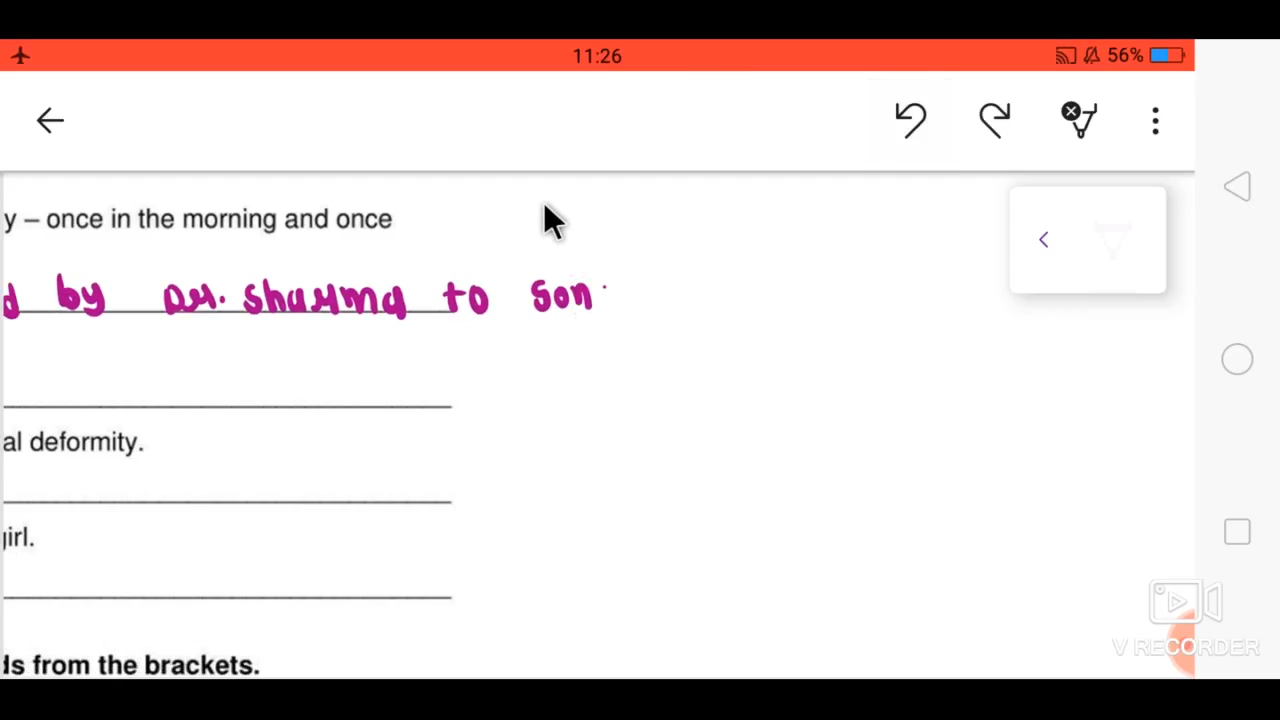 11:26
56%
y – once in the morning and once
d by Dr. Sharma to Son
al deformity.
girl.
ds from the brackets.
V RECORDER